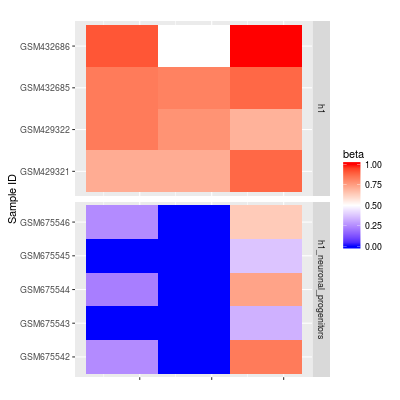 GSM432686
GSM432685
GSM429322
GSM429321
h1
GSM675546
GSM675545
GSM675544
GSM675543
GSM675542
h1_neuronal_progenitors
Sample ID
beta
1.00
0.75
0.50
0.25
0.00